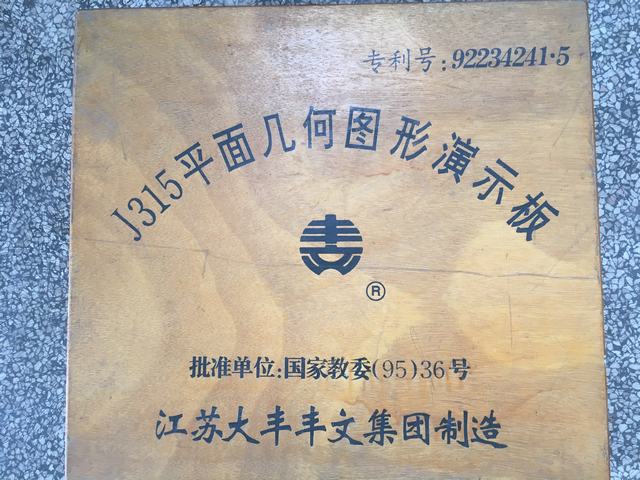 专利号:92234241·5
J315平面几何图形演示板
®
批准单位:国家教委(95)36号
江苏大丰丰文集团制造